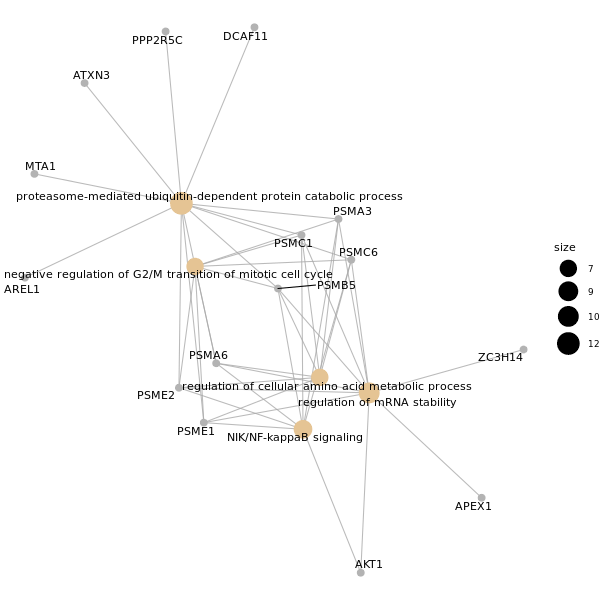 PPP2R5C
DCAF11
ATXN3
MTA1
proteasome-mediated ubiquitin-dependent protein catabolic process
PSMA3
PSMC1
PSMC6
size
negative regulation of G2/M transition of mitotic cell cycle
7
AREL1
PSMB5
9
10
12
PSMA6
ZC3H14
regulation of cellular amino acid metabolic process
PSME2
regulation of mRNA stability
PSME1
NIK/NF-kappaB signaling
APEX1
AKT1